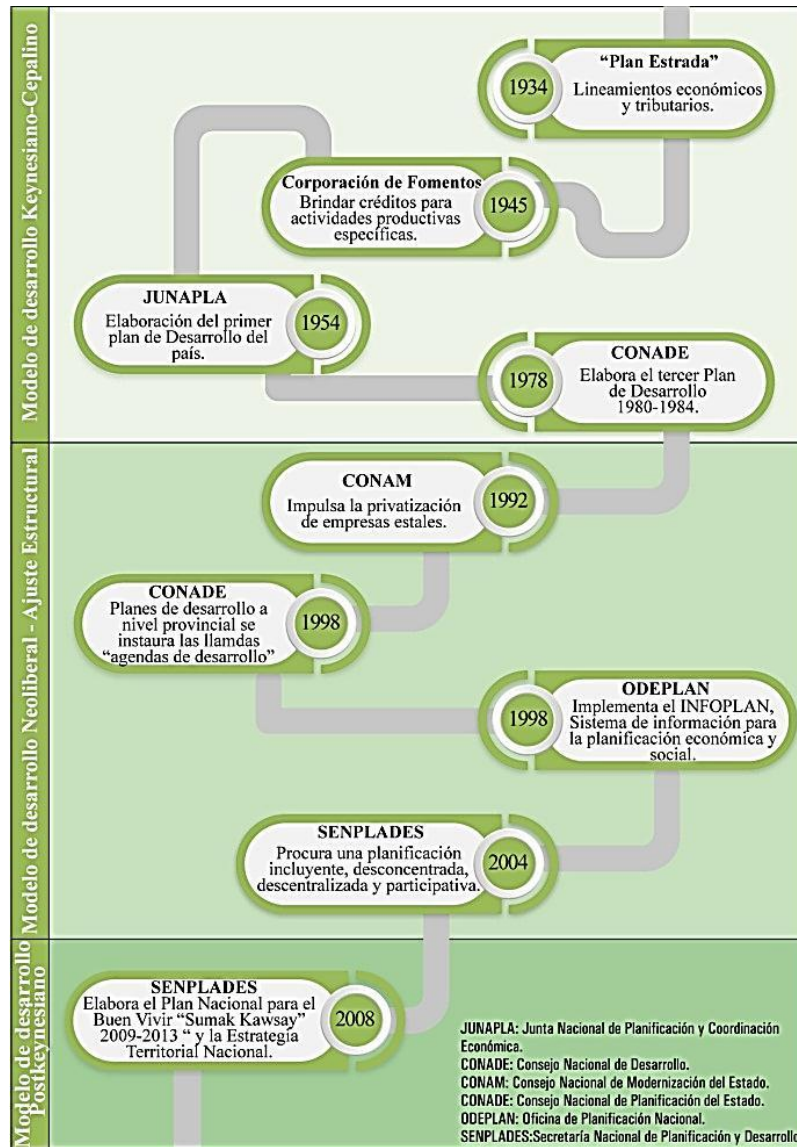 Modelo de desarrollo Keynesiano-Cepalino
“Plan Estrada”
1934
Lineamientos económicos
y tributarios.
Corporación de Fomentos
Brindar créditos para
actividades productivas
específicas.
1945
JUNAPLA
Elaboración del primer
plan de Desarrollo del
país.
1954
CONADE
1978
Elabora el tercer Plan
de Desarrollo
1980-1984.
Modelo de desarrollo Neoliberal - Ajuste Estructural
CONAM
Impulsa la privatización
de empresas estales.
1992
CONADE
Planes de desarrollo a
nivel provincial se
instaura las llamdas
“agendas de desarrollo”
1998
ODEPLAN
1998
Implementa el INFOPLAN,
Sistema de información para
la planificación económica y
social.
SENPLADES
Procura una planificación
incluyente, desconcentrada,
descentralizada y participativa.
2004
Modelo de desarrollo
Postkeynesiano
SENPLADES
Elabora el Plan Nacional para el
Buen Vivir “Sumak Kawsay”
2009-2013 “ y la Estrategia
Territorial Nacional.
2008
JUNAPLA: Junta Nacional de Planificación y Coordinación
Económica.
CONADE: Consejo Nacional de Desarrollo.
CONAM: Consejo Nacional de Modernización del Estado.
CONADE: Consejo Nacional de Planificación del Estado.
ODEPLAN: Oficina de Planificación Nacional.
SENPLADES:Secretaría Nacional de Planificación y Desarrollo